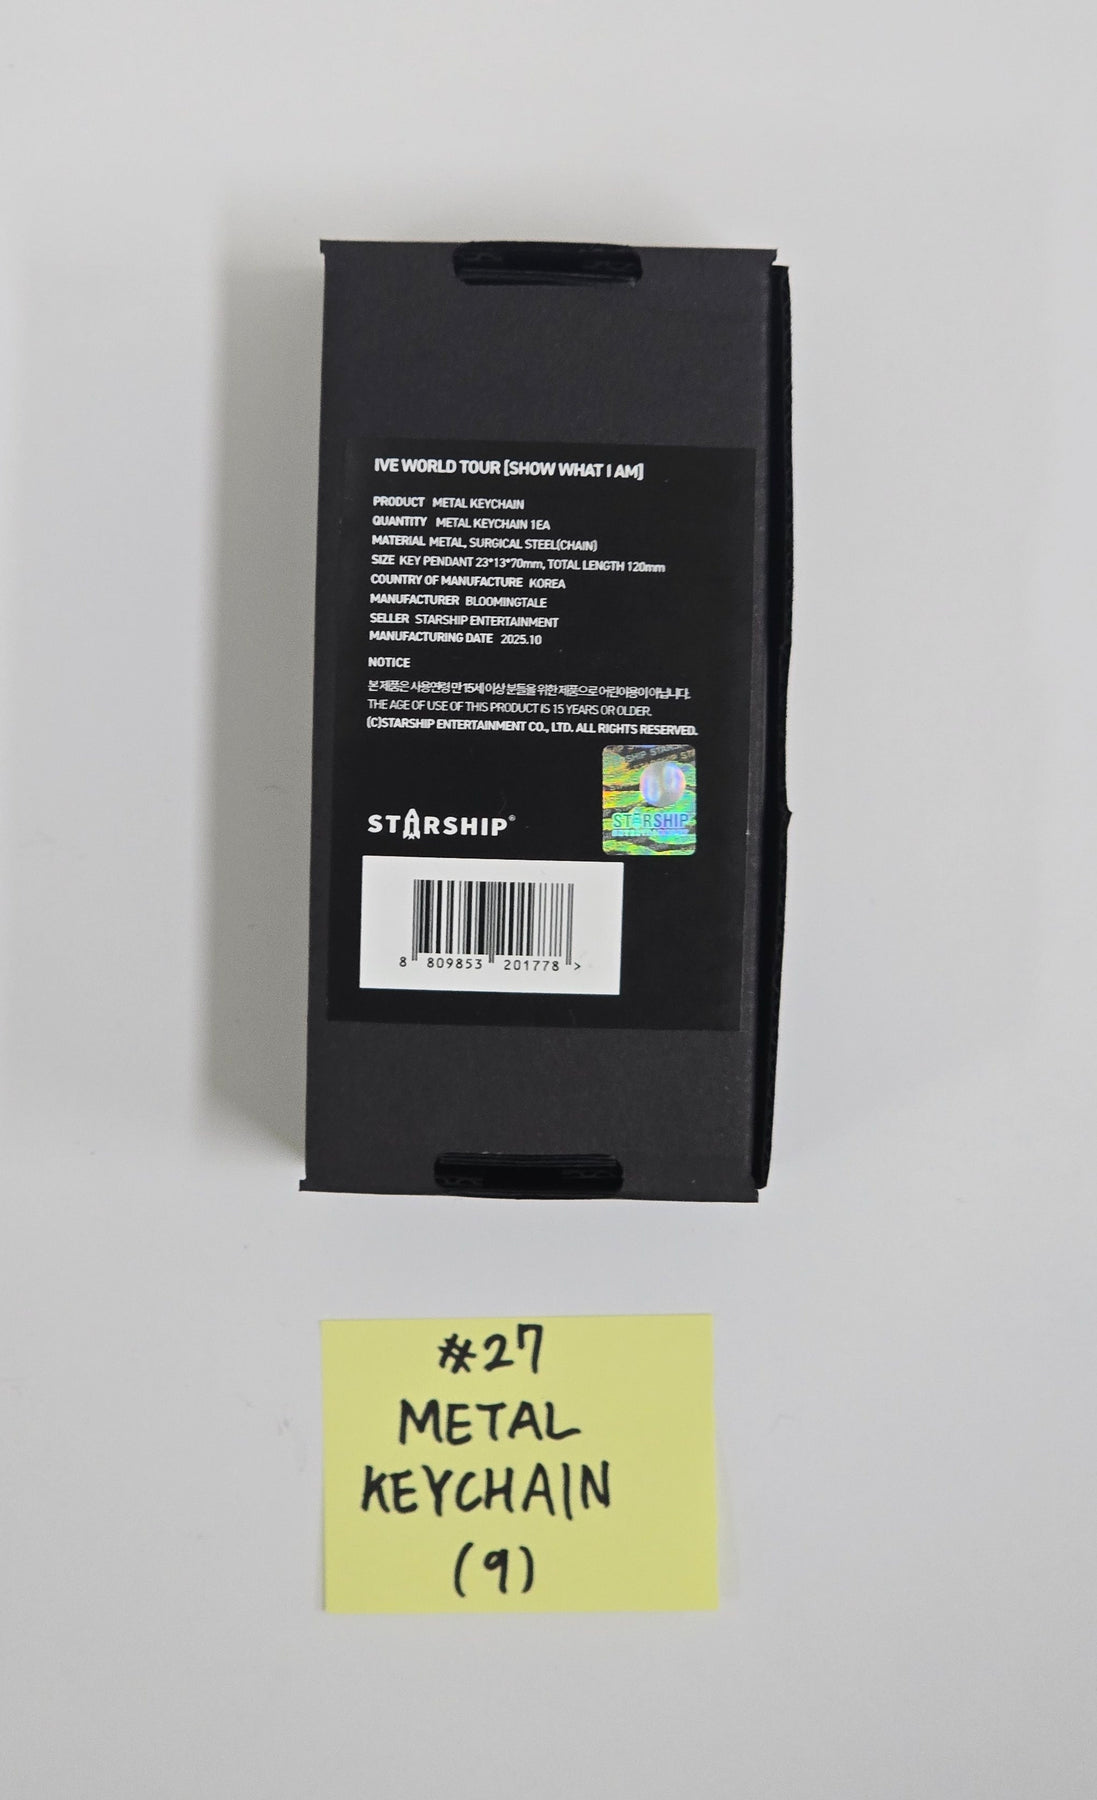 IVE WORLD TOUR [SHOW WHAT I AM]
PRODUCT METAL KEYCHAIN
QUANTITY METAL KEYCHAIN 1EA
MATERIAL METAL, SURGICAL STEEL(CHAIN)
SIZE KEY PENDANT 23*13*70mm, TOTAL LENGTH 120mm
COUNTRY OF MANUFACTURE KOREA
MANUFACTURER BLOOMINGTALE
SELLER STARSHIP ENTERTAINMENT
MANUFACTURING DATE 2025.10
NOTICE
본 제품은 사용연령 만 15세 이상 분들을 위한 제품으로 어린이용이 아닙니다.
THE AGE OF USE OF THIS PRODUCT IS 15 YEARS OR OLDER.
(C)STARSHIP ENTERTAINMENT CO., LTD. ALL RIGHTS RESERVED.
STARSHIP®
STARSHIP
ENTERTAINMENT
8 809853 201778 >
#27
METAL
KEYCHAIN
(9)